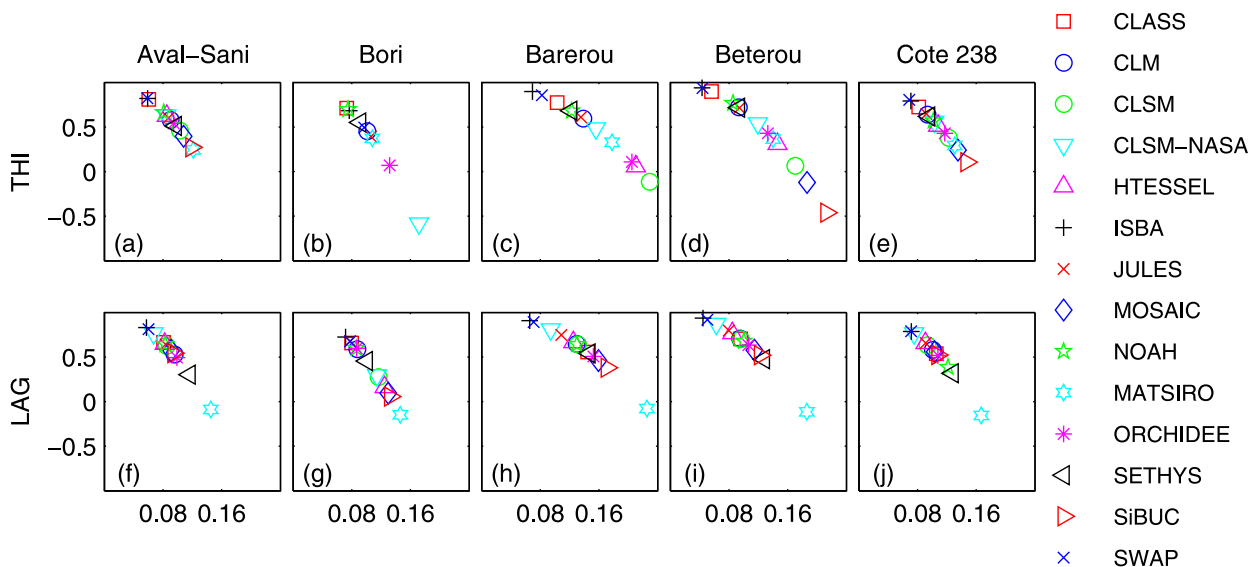 Aval−Sani Bori Barerou Beterou Cote 238
THI
0.5
0
−0.5
(a) (b) (c) (d) (e)
LAG
0.5
0
−0.5
(f) (g) (h) (i) (j)
0.08 0.16 0.08 0.16 0.08 0.16 0.08 0.16 0.08 0.16
CLASS
CLM
CLSM
CLSM−NASA
HTESSEL
ISBA
JULES
MOSAIC
NOAH
MATSIRO
ORCHIDEE
SETHYS
SiBUC
SWAP